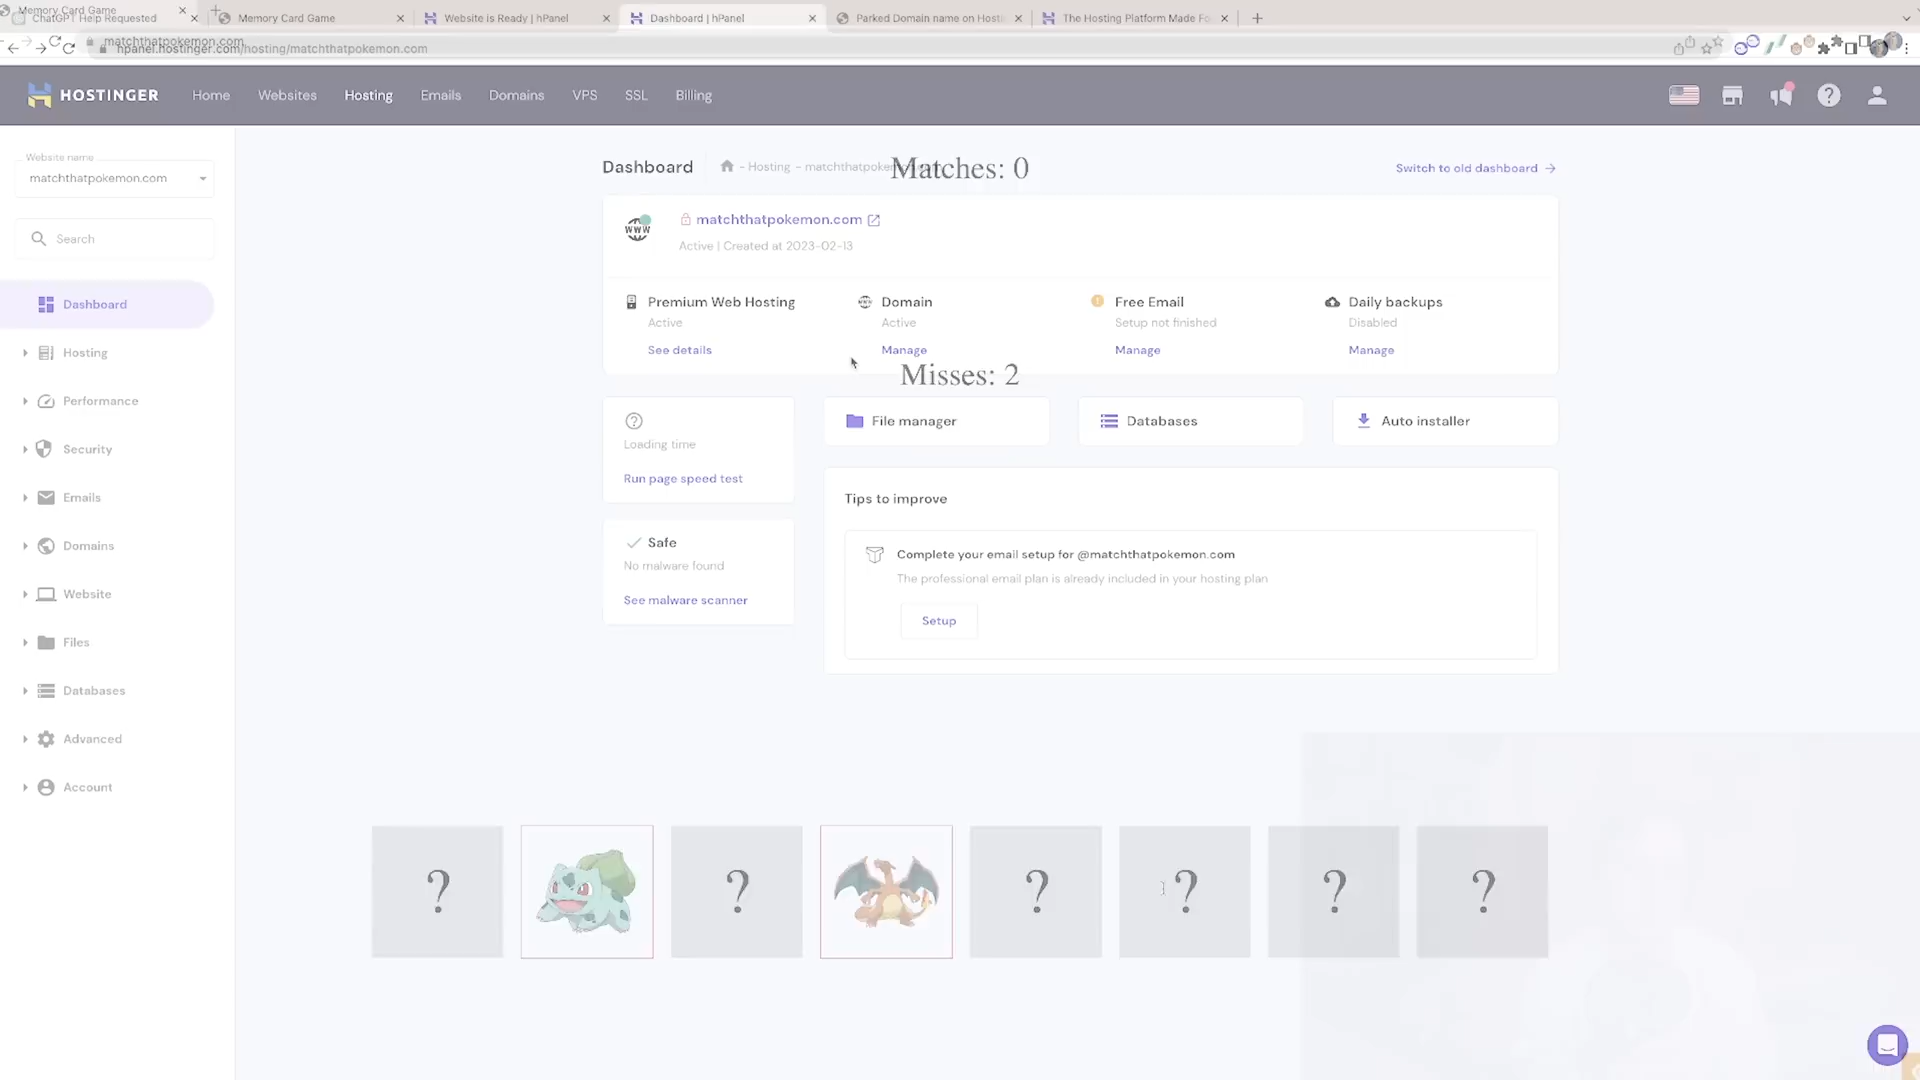 Memory Card Game
ChatGPT Help Requested
Memory Card Game
Website is Ready | hPanel
Dashboard | hPanel
Parked Domain name on Hosti
The Hosting Platform Made Fo
matchthatpokemon.com
hpanel.hostinger.com/hosting/matchthatpokemon.com
HOSTINGER
Home
Websites
Hosting
Emails
Domains
VPS
SSL
Billing
Website name
matchthatpokemon.com
Search
Dashboard
Hosting
Performance
Security
Emails
Domains
Website
Files
Databases
Advanced
Account
Dashboard
- Hosting - matchthatpoke
Matches: 0
Switch to old dashboard
www
matchthatpokemon.com
Active | Created at 2023-02-13
Premium Web Hosting
Active
See details
Domain
Active
Manage
Free Email
Setup not finished
Manage
Daily backups
Disabled
Manage
Misses: 2
Loading time
Run page speed test
File manager
Databases
Auto installer
Safe
No malware found
See malware scanner
Tips to improve
Complete your email setup for @matchthatpokemon.com
The professional email plan is already included in your hosting plan
Setup
? ? ? ? ? ?